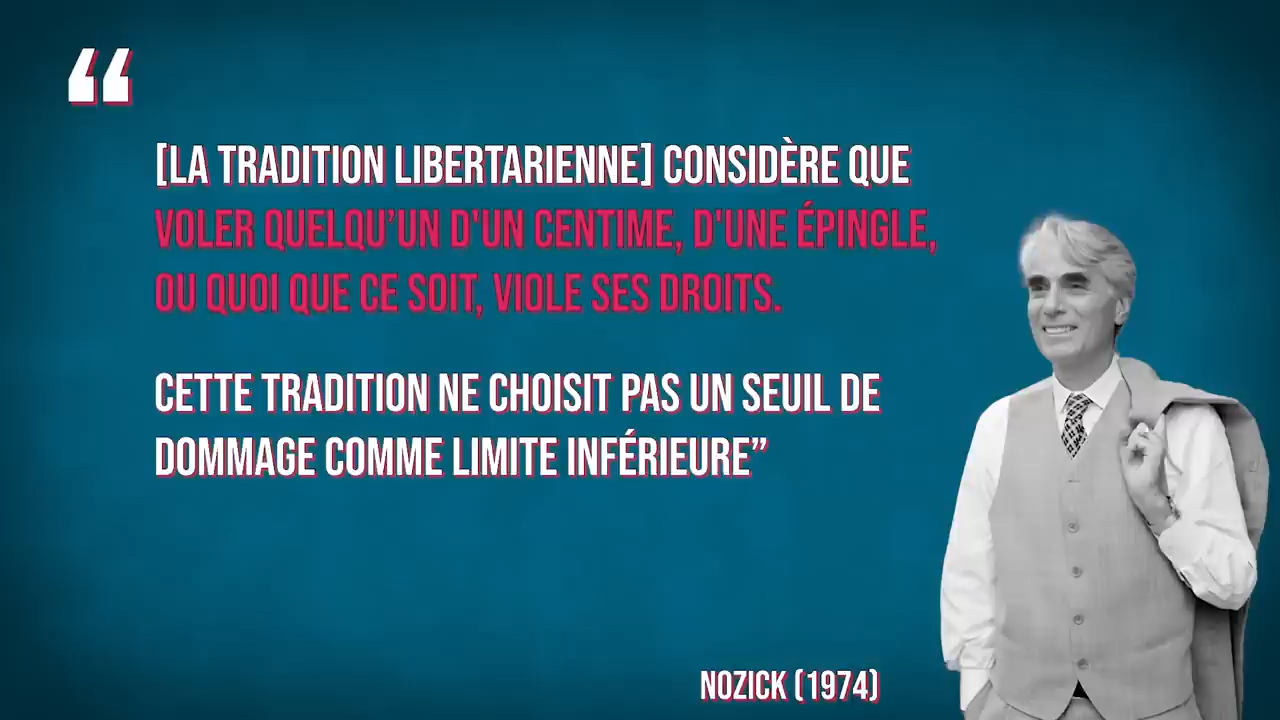 “
[LA TRADITION LIBERTARIENNE] CONSIDÈRE QUE
VOLER QUELQU’UN D'UN CENTIME, D'UNE ÉPINGLE,
OU QUOI QUE CE SOIT, VIOLE SES DROITS.
CETTE TRADITION NE CHOISIT PAS UN SEUIL DE
DOMMAGE COMME LIMITE INFÉRIEURE”
NOZICK (1974)